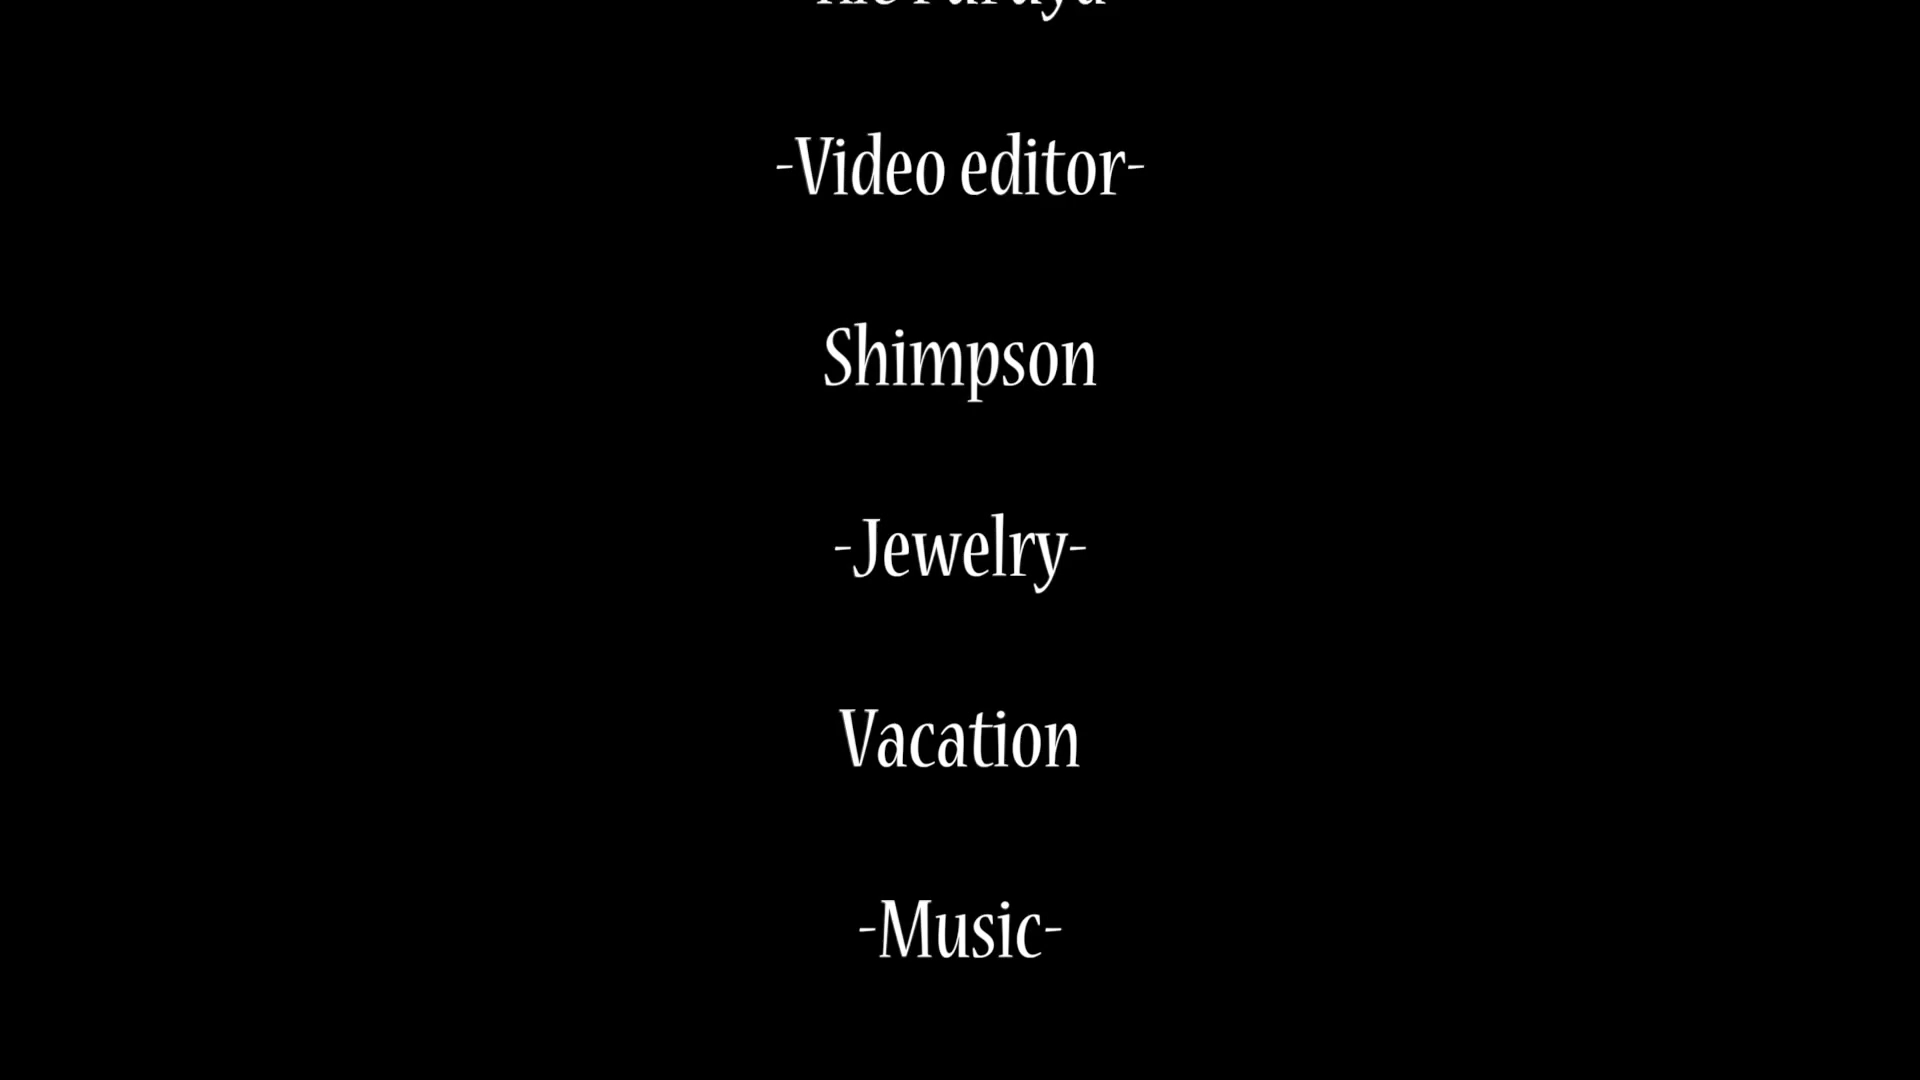 -Video editor-
Shimpson
-Jewelry-
Vacation
-Music-